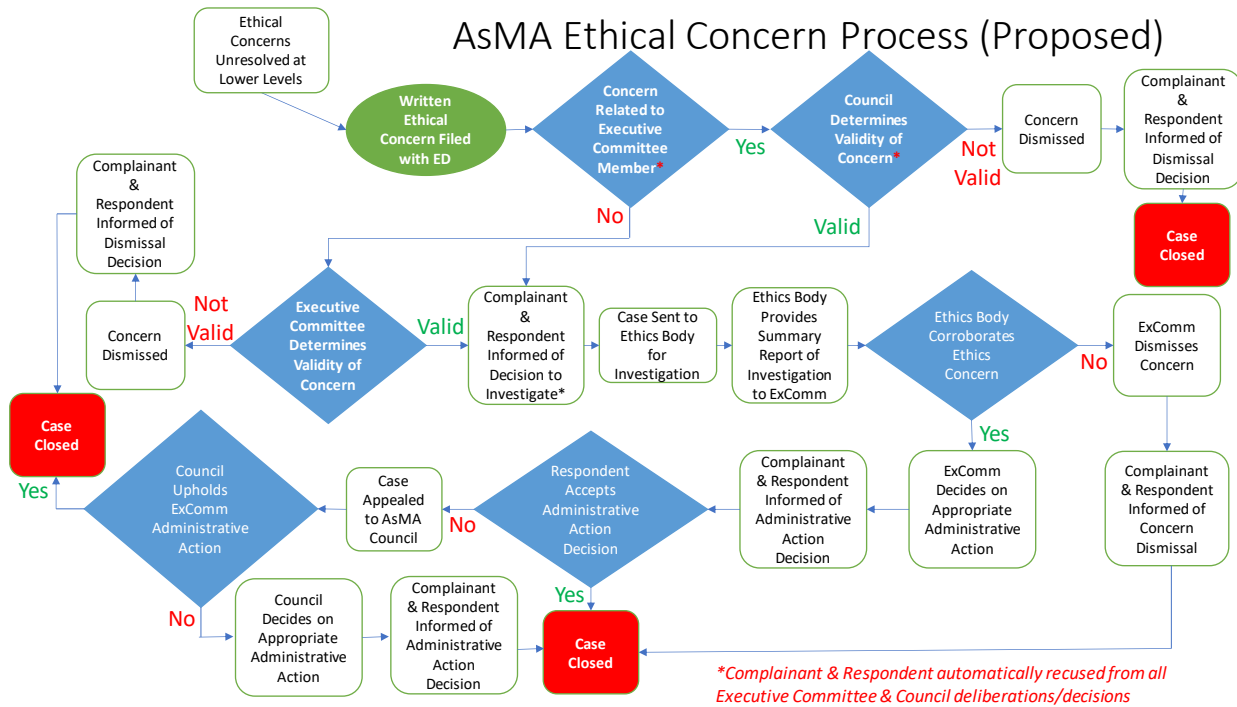 AsMA Ethical Concern Process (Proposed)
Ethical
Concerns
Unresolved at
Lower Levels
Written
Ethical
Concern Filed
with ED
Concern
Related to
Executive
Committee
Member*
Yes
No
Council
Determines
Validity of
Concern*
Not
Valid
Valid
Concern
Dismissed
Complainant
&
Respondent
Informed of
Dismissal
Decision
Case
Closed
Complainant
&
Respondent
Informed of
Dismissal
Decision
Concern
Dismissed
Not
Valid
Executive
Committee
Determines
Validity of
Concern
Valid
Complainant
&
Respondent
Informed of
Decision to
Investigate*
Case Sent to
Ethics Body
for
Investigation
Ethics Body
Provides
Summary
Report of
Investigation
to ExComm
Ethics Body
Corroborates
Ethics
Concern
No
Yes
ExComm
Dismisses
Concern
Case
Closed
Yes
Council
Upholds
ExComm
Administrative
Action
No
Case
Appealed
to AsMA
Council
No
Respondent
Accepts
Administrative
Action
Decision
Yes
Complainant
& Respondent
Informed of
Administrative
Action
Decision
ExComm
Decides on
Appropriate
Administrative
Action
Complainant
& Respondent
Informed of
Concern
Dismissal
Council
Decides on
Appropriate
Administrative
Action
Complainant
& Respondent
Informed of
Administrative
Action
Decision
Case
Closed
*Complainant & Respondent automatically recused from all
Executive Committee & Council deliberations/decisions